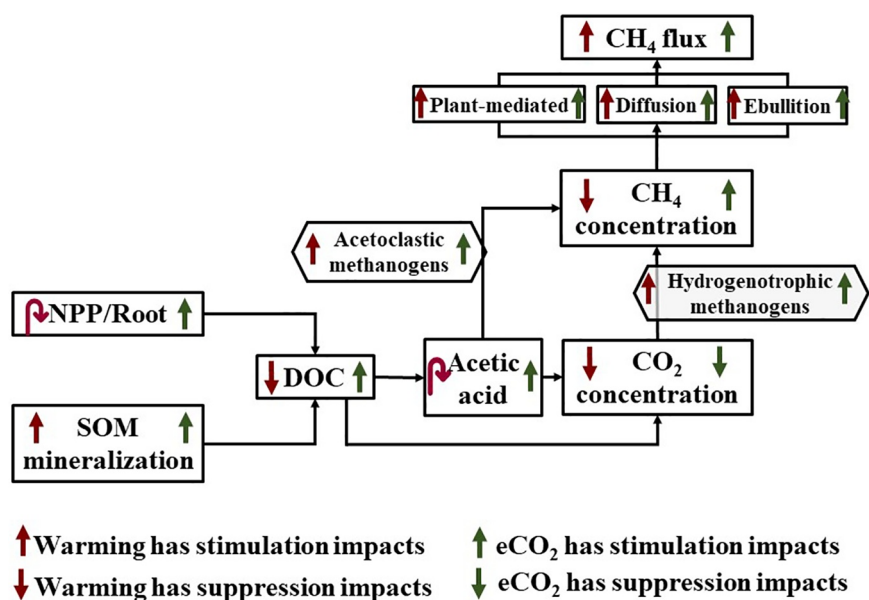 CH₄ flux
Plant-mediated
Diffusion
Ebullition
CH₄
concentration
Acetoclastic
methanogens
Hydrogenotrophic
methanogens
NPP/Root
DOC
Acetic
acid
CO₂
concentration
SOM
mineralization
Warming has stimulation impacts
eCO₂ has stimulation impacts
Warming has suppression impacts
eCO₂ has suppression impacts